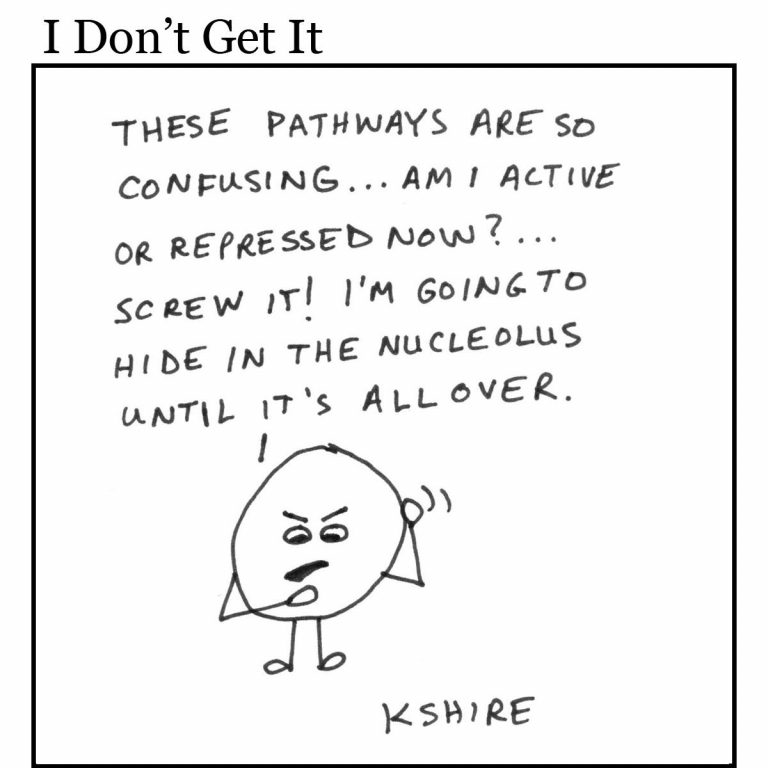 I Don’t Get It
THESE PATHWAYS ARE SO
CONFUSING... AM I ACTIVE
OR REPRESSED NOW?...
SCREW IT! I'M GOING TO
HIDE IN THE NUCLEOLUS
UNTIL IT'S ALL OVER.
KSHIRE